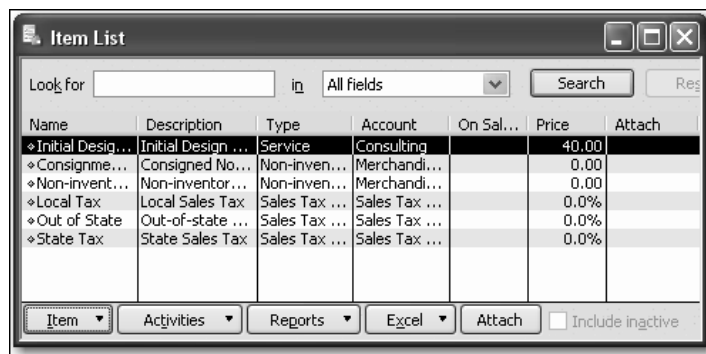 Item List
Look for in All fields Search Res
Name Description Type Account On Sal... Price Attach
Initial Desig... Initial Design ... Service Consulting 40.00
Consignme... Consigned No... Non-inven... Merchandi... 0.00
Non-invent... Non-inventor... Non-inven... Merchandi... 0.00
Local Tax Local Sales Tax Sales Tax ... Sales Tax ... 0.0%
Out of State Out-of-state ... Sales Tax ... Sales Tax ... 0.0%
State Tax State Sales Tax Sales Tax ... Sales Tax ... 0.0%
Item Activities Reports Excel Attach Include inactive